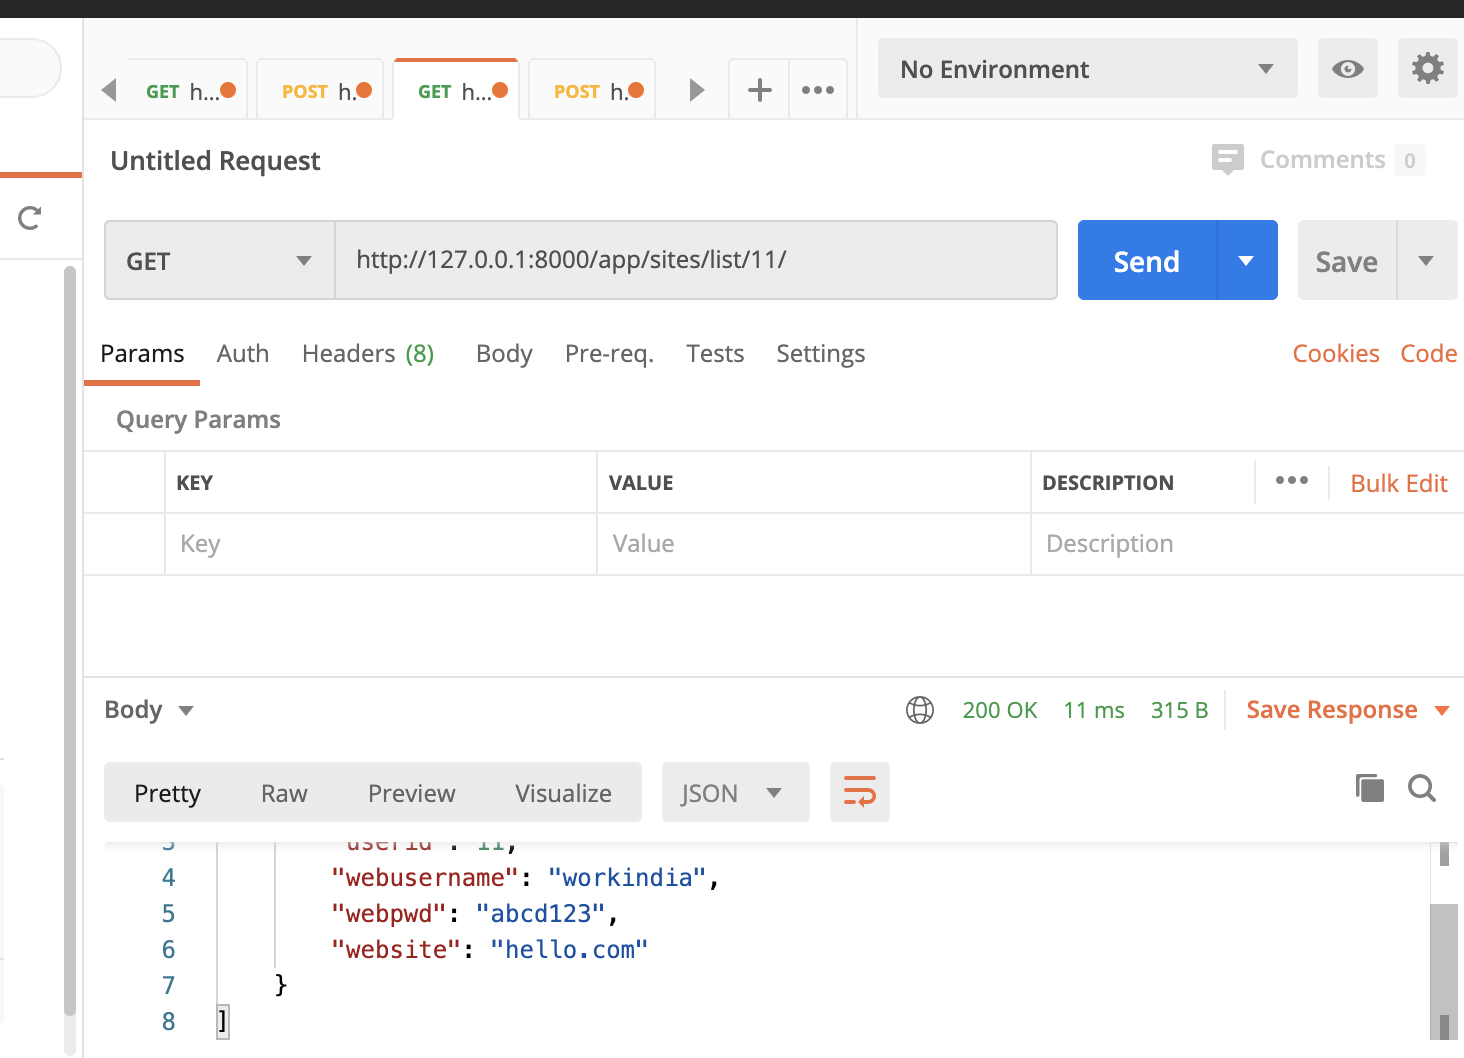 GET h... POST h. GET h... POST h. No Environment
Untitled Request Comments 0
GET http://127.0.0.1:8000/app/sites/list/11/ Send Save
Params Auth Headers (8) Body Pre-req. Tests Settings Cookies Code
Query Params
KEY VALUE DESCRIPTION ••• Bulk Edit
Key Value Description
Body 200 OK 11 ms 315 B Save Response
Pretty Raw Preview Visualize JSON
3 "userid": 11,
4 "webusername": "workindia",
5 "webpwd": "abcd123",
6 "website": "hello.com"
7 }
8 ]